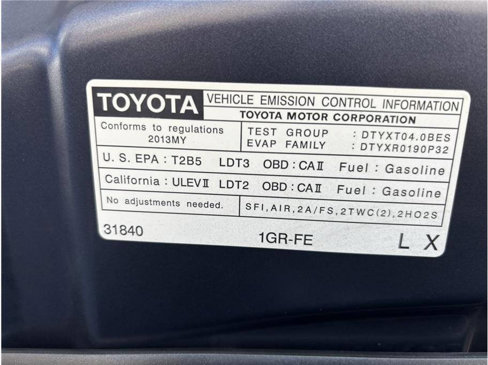 TOYOTA
VEHICLE EMISSION CONTROL INFORMATION
TOYOTA MOTOR CORPORATION
Conforms to regulations
2013MY
TEST GROUP : DTYXT04.0BES
EVAP FAMILY : DTYXR0190P32
U. S. EPA : T2B5 LDT3 OBD : CAII Fuel : Gasoline
California : ULEVII LDT2 OBD : CAII Fuel : Gasoline
No adjustments needed.
SFI, AIR, 2A/FS, 2TWC(2), 2HO2S
31840 1GR-FE L X